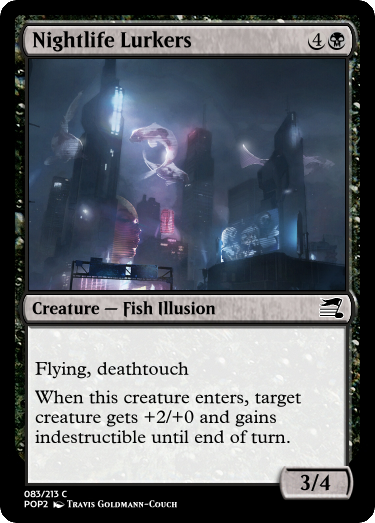 Nightlife Lurkers 4
Creature — Fish Illusion
Flying, deathtouch
When this creature enters, target
creature gets +2/+0 and gains
indestructible until end of turn.
3/4
083/213 C
POP2 Travis Goldmann-Couch